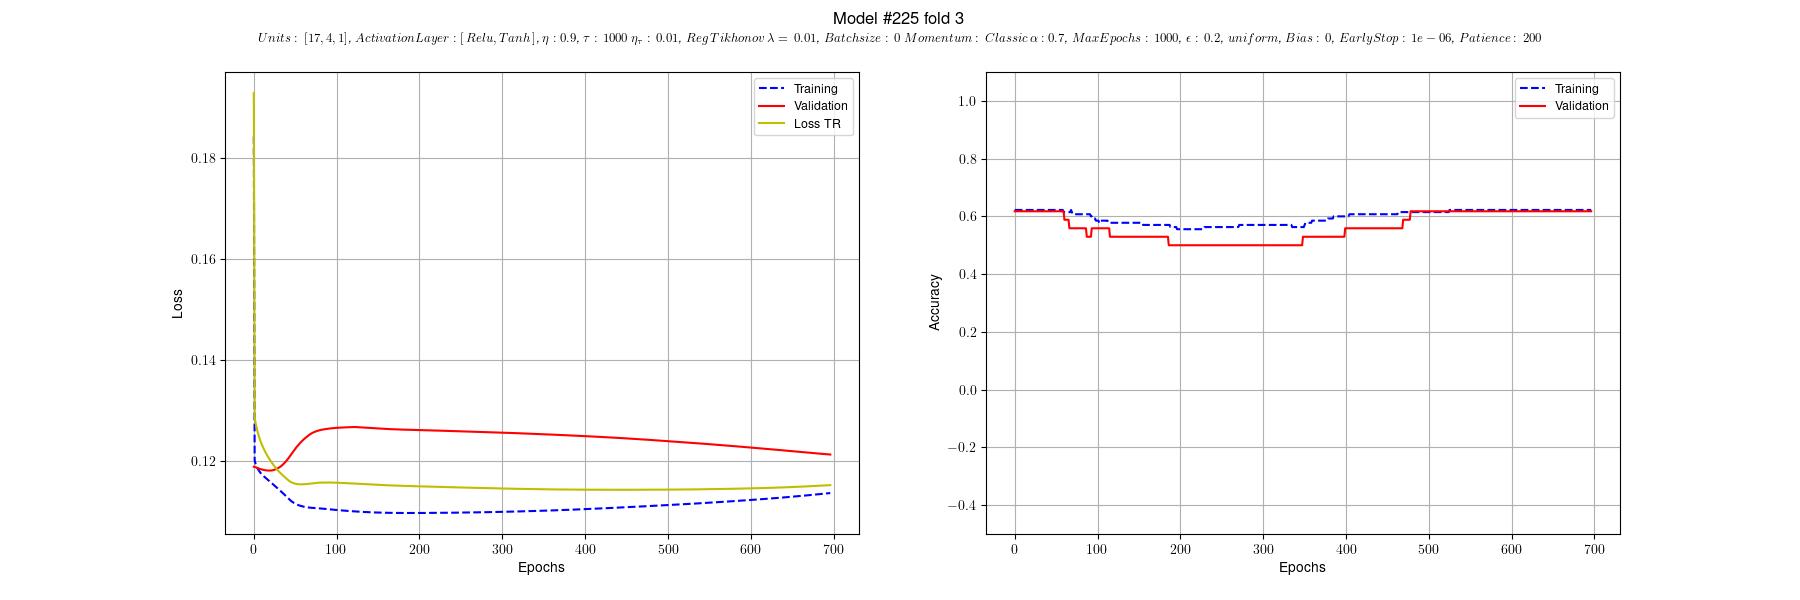 Model #225 fold 3
Units : [17, 4, 1], ActivationLayer : [Relu, Tanh], η : 0.9, τ : 1000 η_τ : 0.01, RegTikhonov λ = 0.01, Batchsize : 0 Momentum : Classic α : 0.7, MaxEpochs : 1000, ϵ : 0.2, uniform, Bias : 0, EarlyStop : 1e − 06, Patience : 200
Training
Validation
Loss TR
0.18
0.16
0.14
0.12
Loss
0 100 200 300 400 500 600 700
Epochs
Training
Validation
1.0
0.8
0.6
0.4
0.2
0.0
−0.2
−0.4
Accuracy
0 100 200 300 400 500 600 700
Epochs